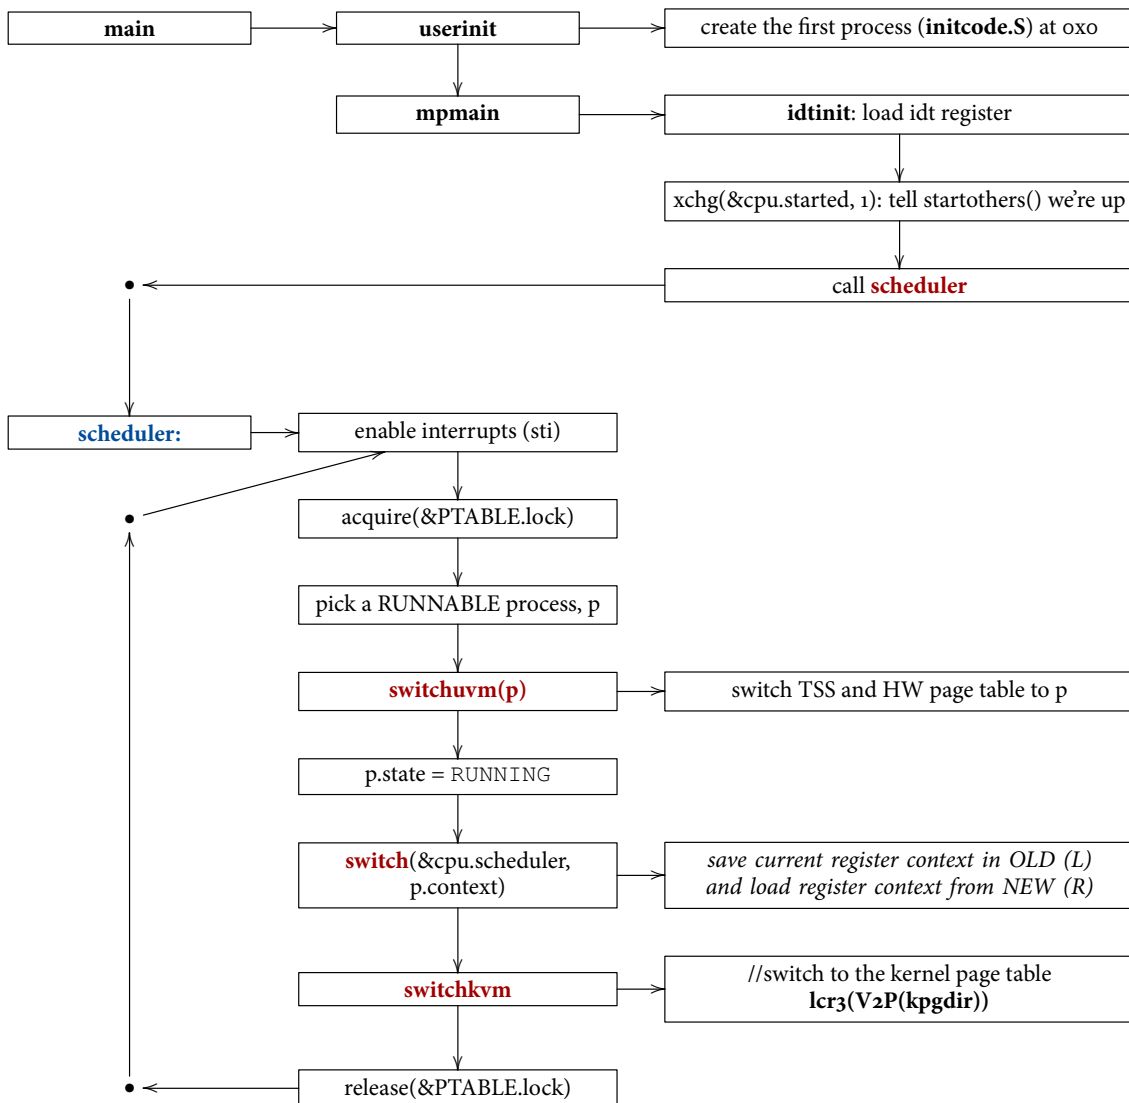 main
userinit
create the first process (initcode.S) at 0x0
mpmain
idtinit: load idt register
xchg(&cpu.started, 1): tell startothers() we're up
call scheduler
scheduler:
enable interrupts (sti)
acquire(&PTABLE.lock)
pick a RUNNABLE process, p
switchuvm(p)
switch TSS and HW page table to p
p.state = RUNNING
switch(&cpu.scheduler,
p.context)
save current register context in OLD (L)
and load register context from NEW (R)
switchkvm
//switch to the kernel page table
lcr3(V2P(kpgdir))
release(&PTABLE.lock)